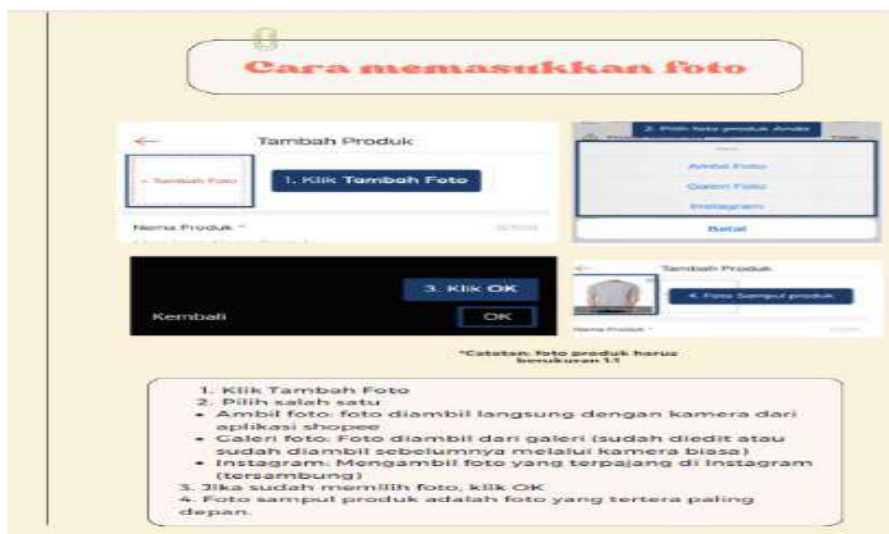 Cara memasukkan foto
Tambah Produk
+ Tambah Foto
1. Klik Tambah Foto
Nama Produk *
2. Pilih foto produk Anda
Ambil Foto
Galeri Foto
Instagram
Batal
3. Klik OK
Kembali
OK
Tambah Produk
4. Foto Sampul produk
Nama Produk *
*Catatan: foto produk harus
berukuran 1:1
1. Klik Tambah Foto
2. Pilih salah satu
• Ambil foto: foto diambil langsung dengan kamera dari
aplikasi shopee
• Galeri foto: Foto diambil dari galeri (sudah diedit atau
sudah diambil sebelumnya melalui kamera biasa)
• Instagram: Mengambil foto yang terpajang di Instagram
(tersambung)
3. Jika sudah memilih foto, klik OK
4. Foto sampul produk adalah foto yang tertera paling
depan.